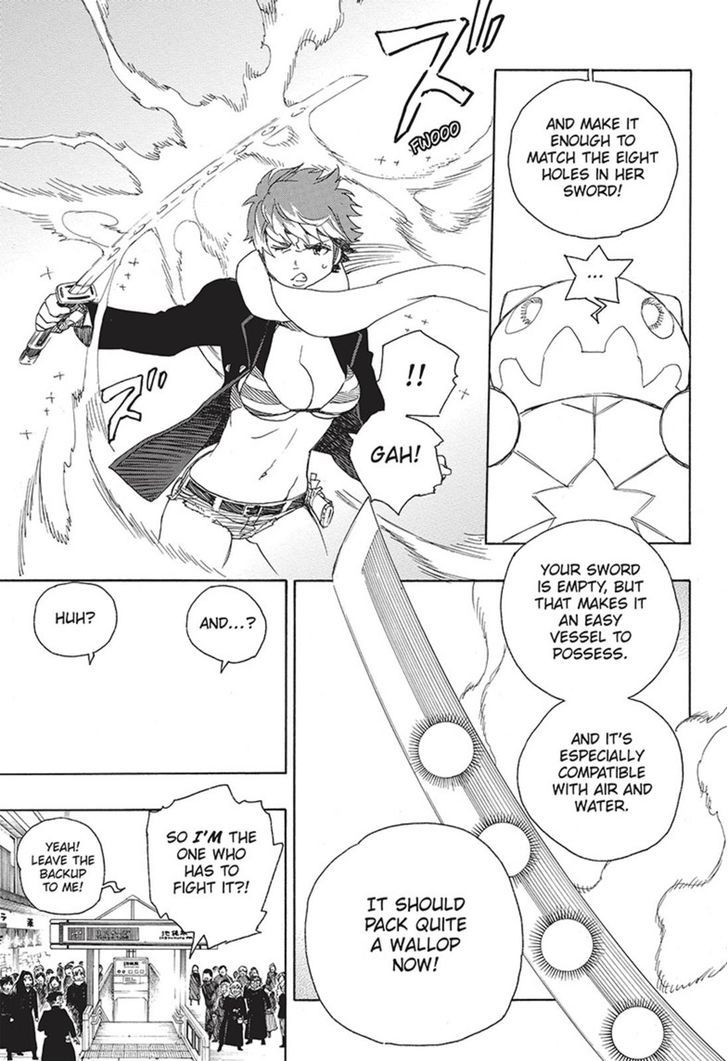 AND MAKE IT
ENOUGH TO
MATCH THE EIGHT
HOLES IN HER
SWORD!
...
ズ
FWOOO
!!
GAH!
ズ
YOUR SWORD
IS EMPTY, BUT
THAT MAKES IT
AN EASY
VESSEL TO
POSSESS.
AND IT'S
ESPECIALLY
COMPATIBLE
WITH AIR AND
WATER.
IT SHOULD
PACK QUITE
A WALLOP
NOW!
AND...?
HUH?
SO I'M THE
ONE WHO
HAS TO
FIGHT IT?!
YEAH!
LEAVE THE
BACKUP
TO ME!